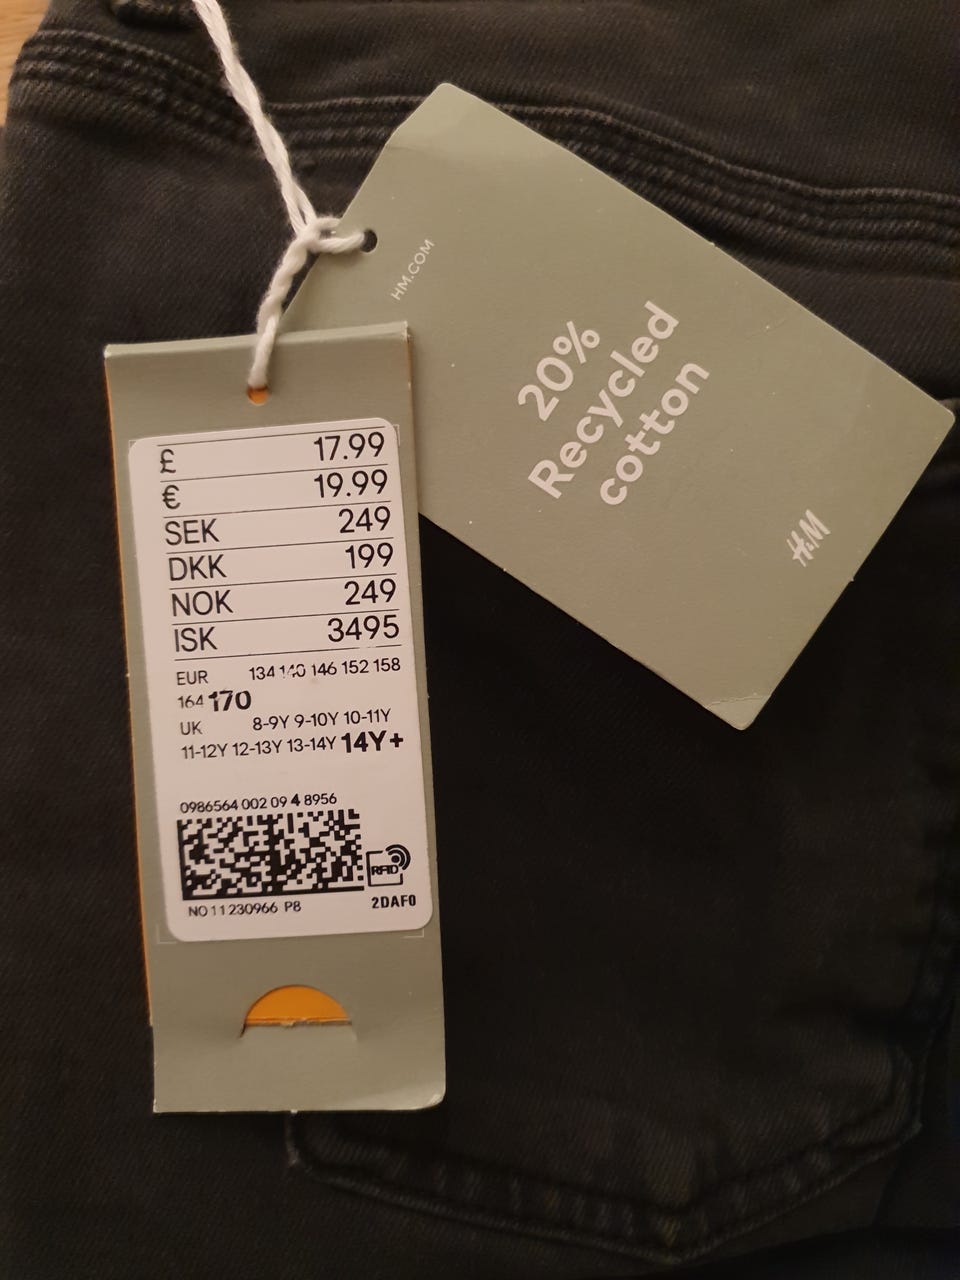 HM.COM
20%
Recycled
cotton
H&M
£ 17.99
€ 19.99
SEK 249
DKK 199
NOK 249
ISK 3495
EUR 134 140 146 152 158
164 170
UK 8-9Y 9-10Y 10-11Y
11-12Y 12-13Y 13-14Y 14Y+
0986564 002 09 4 8956
RFID
NO 11 230966 P8 2DAF0